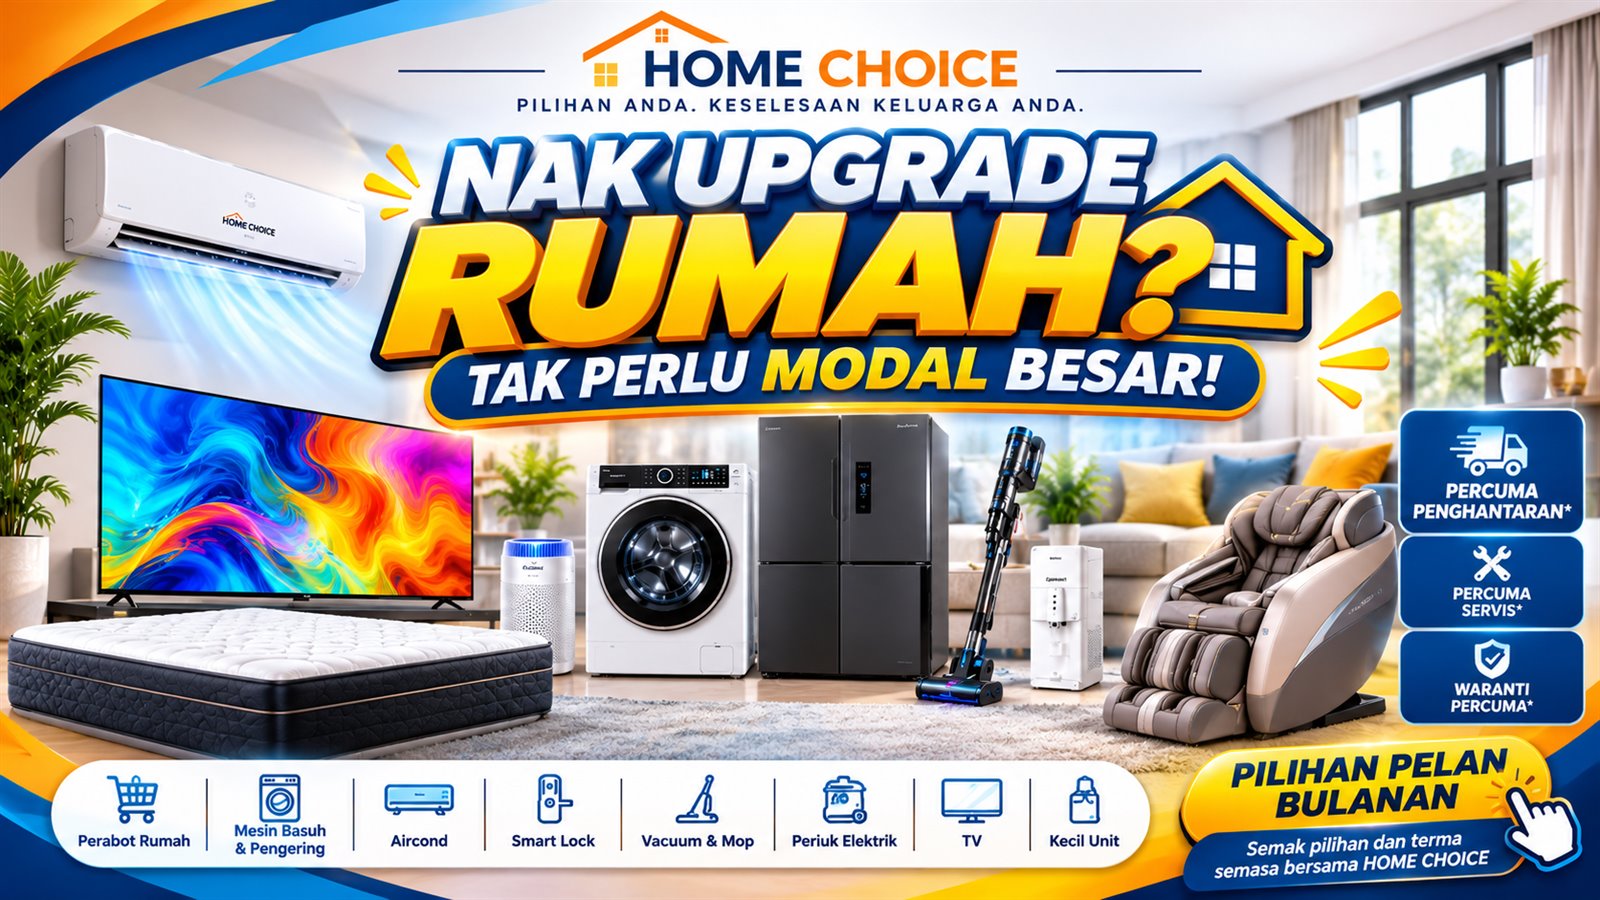 HOME CHOICE
PILIHAN ANDA. KESELESAAN KELUARGA ANDA.
NAK UPGRADE
RUMAH?
TAK PERLU MODAL BESAR!
HOME CHOICE
PERCUMA
PENGHANTARAN*
PERCUMA
SERVIS*
WARANTI
PERCUMA*
Perabot Rumah
Mesin Basuh
& Pengering
Aircond
Smart Lock
Vacuum & Mop
Periuk Elektrik
TV
Kecil Unit
PILIHAN PELAN
BULANAN
Semak pilihan dan terma
semasa bersama HOME CHOICE